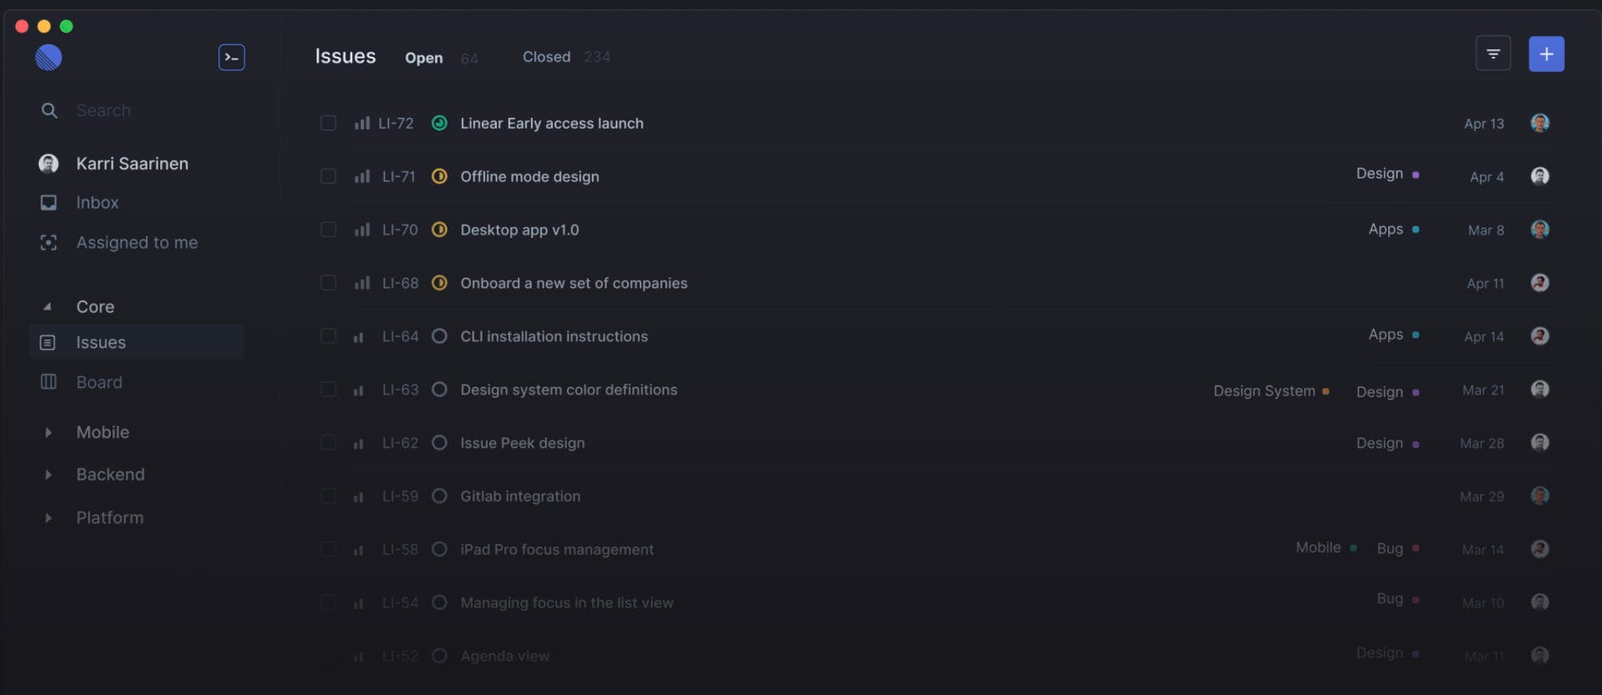 >_
Search
Karri Saarinen
Inbox
Assigned to me
Core
Issues
Board
Mobile
Backend
Platform
Issues Open 64 Closed 234
LI-72 Linear Early access launch Apr 13
LI-71 Offline mode design Design Apr 4
LI-70 Desktop app v1.0 Apps Mar 8
LI-68 Onboard a new set of companies Apr 11
LI-64 CLI installation instructions Apps Apr 14
LI-63 Design system color definitions Design System Design Mar 21
LI-62 Issue Peek design Design Mar 28
LI-59 Gitlab integration Mar 29
LI-58 iPad Pro focus management Mobile Bug Mar 14
LI-54 Managing focus in the list view Bug Mar 10
LI-52 Agenda view Design Mar 11